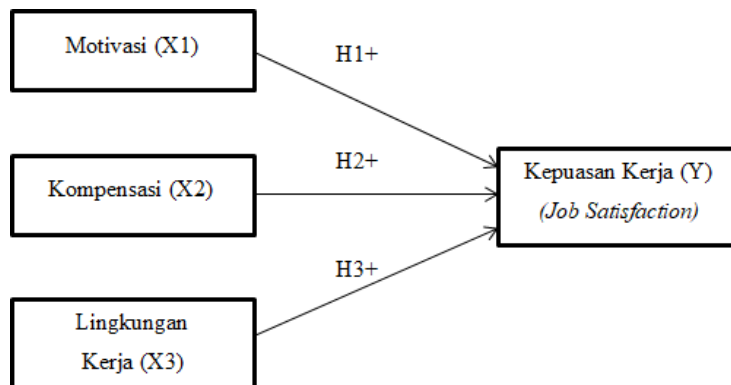 Motivasi (X1)
H1+
Kompensasi (X2)
H2+
Kepuasan Kerja (Y)
(Job Satisfaction)
H3+
Lingkungan
Kerja (X3)